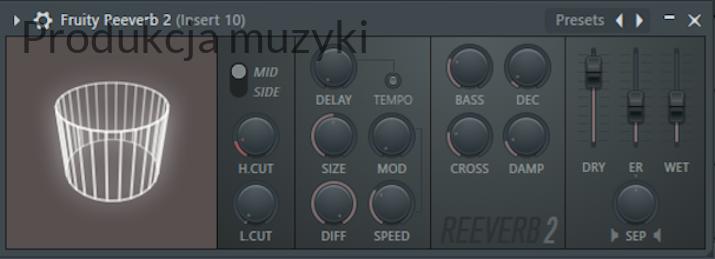 Fruity Reeverb 2 (Insert 10) Presets
Produkcja muzyki
MID
SIDE
DELAY TEMPO BASS DEC
H.CUT SIZE MOD CROSS DAMP DRY ER WET
L.CUT DIFF SPEED REEVERB 2 SEP